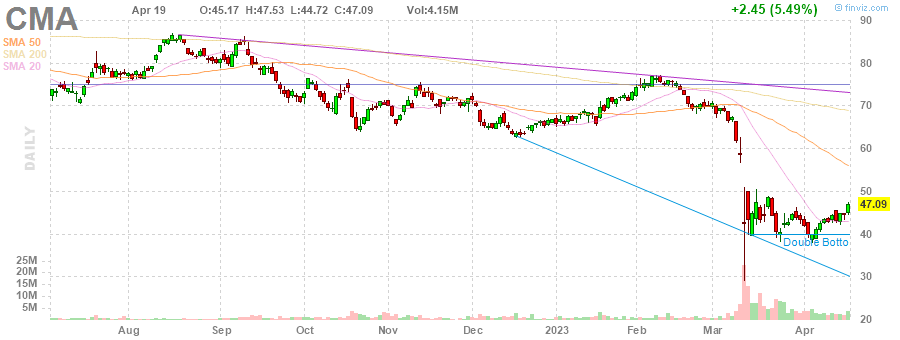 CMA Apr 19 O:45.17 H:47.53 L:44.72 C:47.09 Vol:4.15M +2.45 (5.49%) © finviz.com
SMA 50
SMA 200
SMA 20
DAILY
90
80
70
60
50
47.09
40
Double Botto
30
20
25M
20M
15M
10M
5M
Aug Sep Oct Nov Dec 2023 Feb Mar Apr